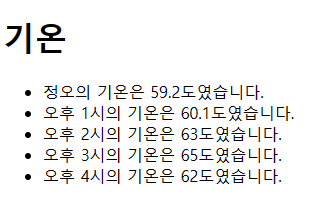 기온
정오의 기온은 59.2도였습니다.
오후 1시의 기온은 60.1도였습니다.
오후 2시의 기온은 63도였습니다.
오후 3시의 기온은 65도였습니다.
오후 4시의 기온은 62도였습니다.